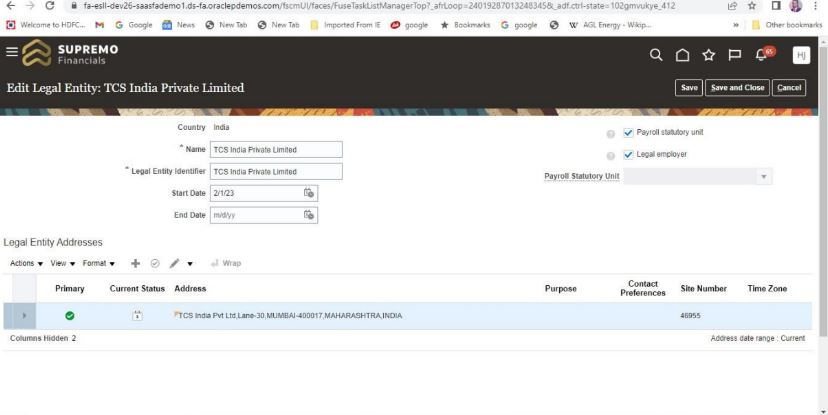 fa-esll-dev26-saasfademo1.ds-fa.oraclepdemos.com/fscmUI/faces/FuseTaskListManagerTop?_afrLoop=240192870132483​45&_adf.ctrl-state=102gmvukye_412
Welcome to HDFC... Google News New Tab New Tab Imported From IE google Bookmarks google AGL Energy - Wikip... » Other bookmarks
SUPREMO
Financials
65
HJ
Edit Legal Entity: TCS India Private Limited
Save Save and Close Cancel
Country India
* Name TCS India Private Limited
* Legal Entity Identifier TCS India Private Limited
Start Date 2/1/23
End Date m/d/yy
Payroll statutory unit
Legal employer
Payroll Statutory Unit
Legal Entity Addresses
Actions View Format Wrap
Primary Current Status Address Purpose Contact Preferences Site Number Time Zone
TCS India Pvt Ltd,Lane-30,MUMBAI-400017,MAHARASHTRA,INDIA 46955
Columns Hidden 2 Address date range : Current